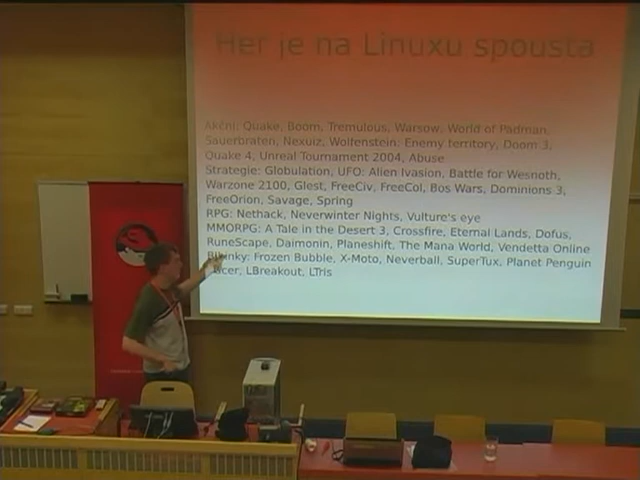 Her je na Linuxu spousta
Akční: Quake, Boom, Tremulous, Warsow, World of Padman,
Sauerbraten, Nexuiz, Wolfenstein: Enemy territory, Doom 3,
Quake 4, Unreal Tournament 2004, Abuse
Strategie: Globulation, UFO: Alien Ivasion, Battle for Wesnoth,
Warzone 2100, Glest, FreeCiv, FreeCol, Bos Wars, Dominions 3,
FreeOrion, Savage, Spring
RPG: Nethack, Neverwinter Nights, Vulture's eye
MMORPG: A Tale in the Desert 3, Crossfire, Eternal Lands, Dofus,
RuneScape, Daimonin, Planeshift, The Mana World, Vendetta Online
Frozen Bubble, X-Moto, Neverball, SuperTux, Planet Penguin
LBreakout, LTris